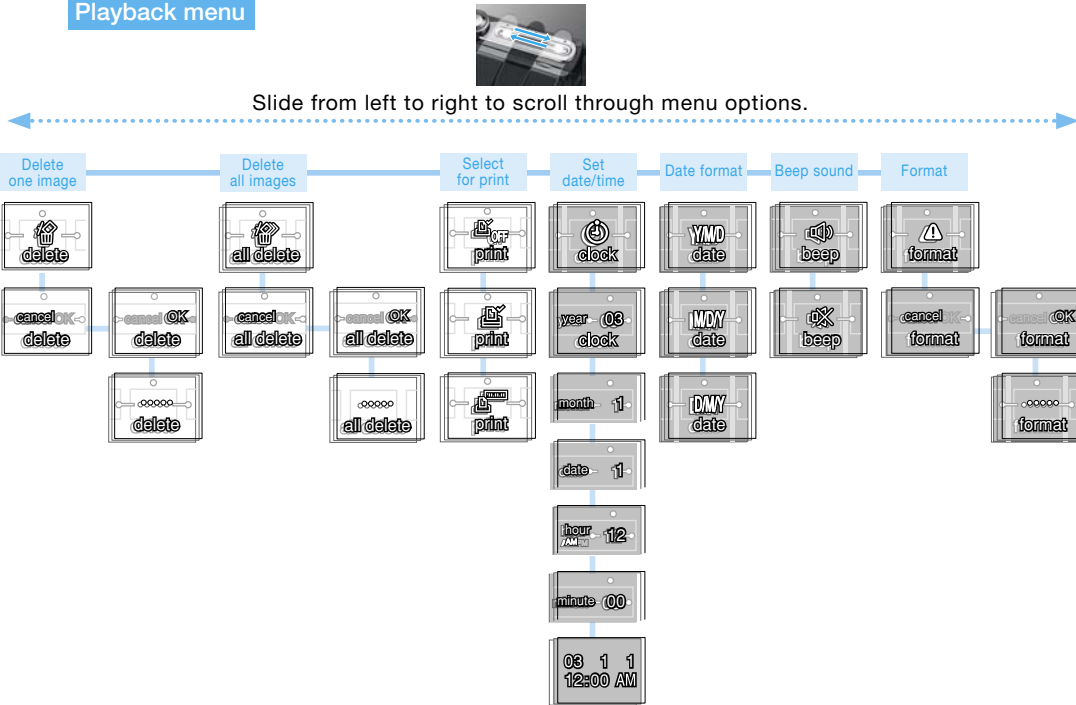 Playback menu
Slide from left to right to scroll through menu options.
Delete one image
Delete all images
Select for print
Set date/time
Date format
Beep sound
Format
delete
all delete
OFF
print
clock
Y/M/D
date
beep
format
cancel OK
delete
cancel OK
delete
cancel OK
all delete
cancel OK
all delete
print
year 03
clock
M/D/Y
date
beep
cancel
format
cancel OK
format
delete
all delete
print
month 1
D/M/Y
date
format
date 1
hour 12
AM PM
minute 00
03 1 1
12:00 AM